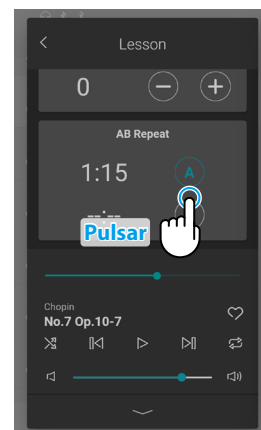 Lesson
0
AB Repeat
1:15
A
--:--
Pulsar
Chopin
No.7 Op.10-7